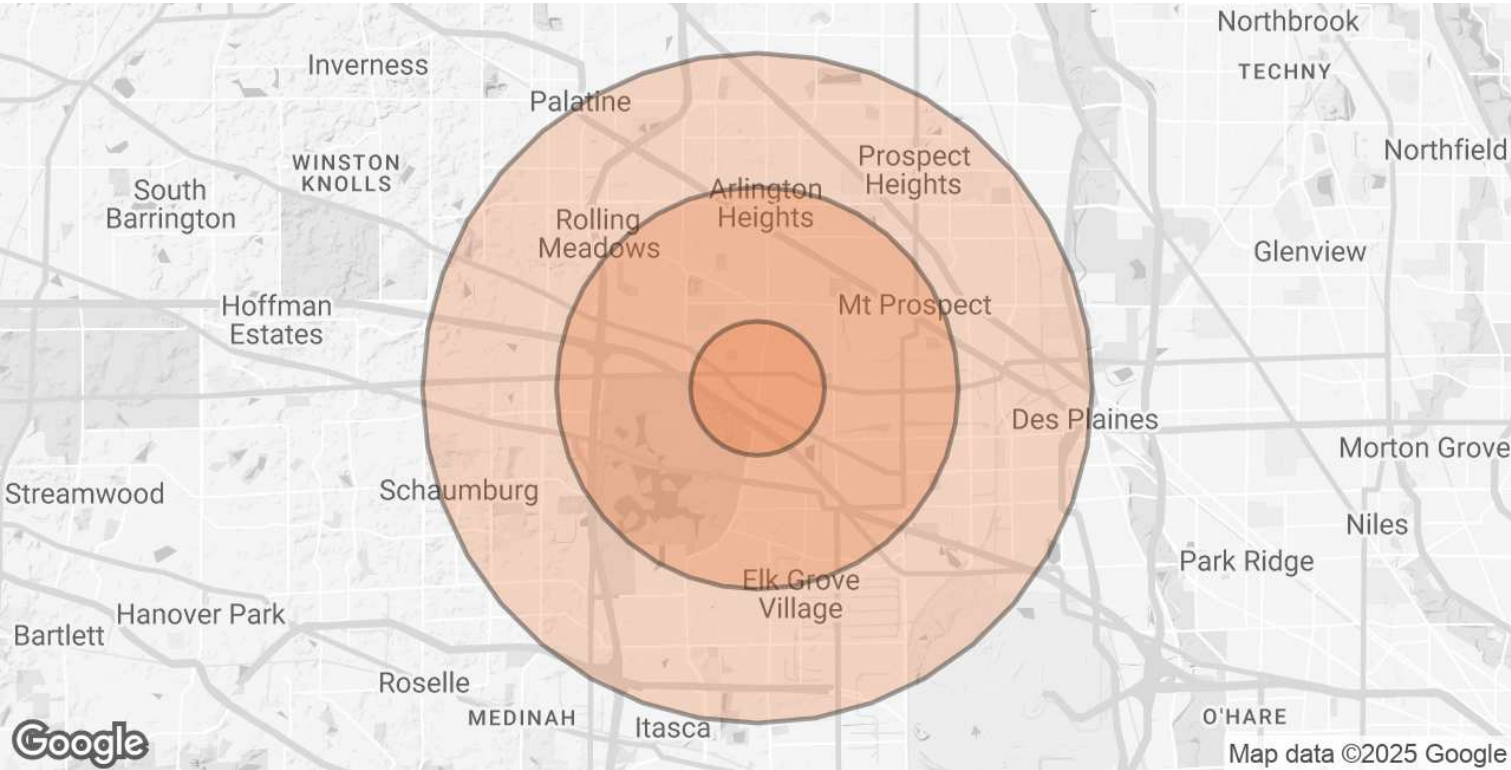 Northbrook
Inverness
TECHNY
Palatine
Northfield
Prospect
Heights
WINSTON
KNOLLS
South
Barrington
Arlington
Heights
Rolling
Meadows
Glenview
Hoffman
Estates
Mt Prospect
Des Plaines
Morton Grove
Schaumburg
Streamwood
Niles
Park Ridge
Elk Grove
Village
Hanover Park
Bartlett
Roselle
MEDINAH
O'HARE
Itasca
Google
Map data ©2025 Google